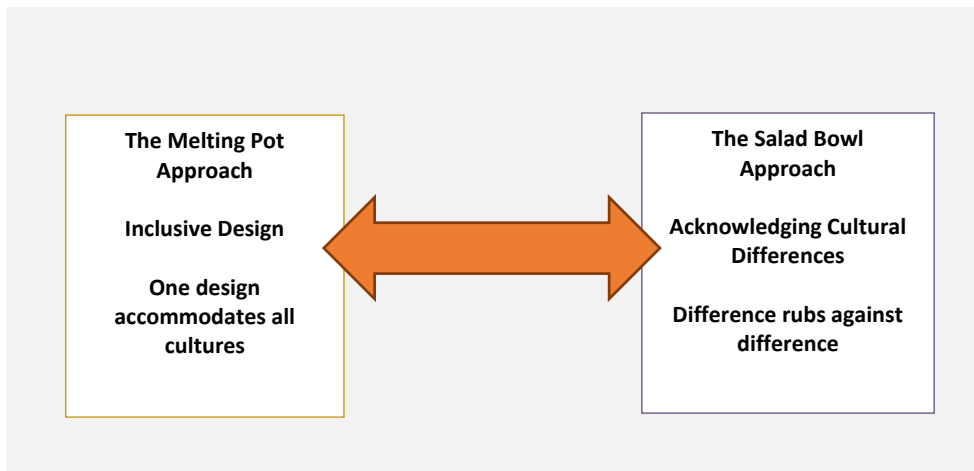 The Melting Pot
Approach
Inclusive Design
One design
accommodates all
cultures
The Salad Bowl
Approach
Acknowledging Cultural
Differences
Difference rubs against
difference